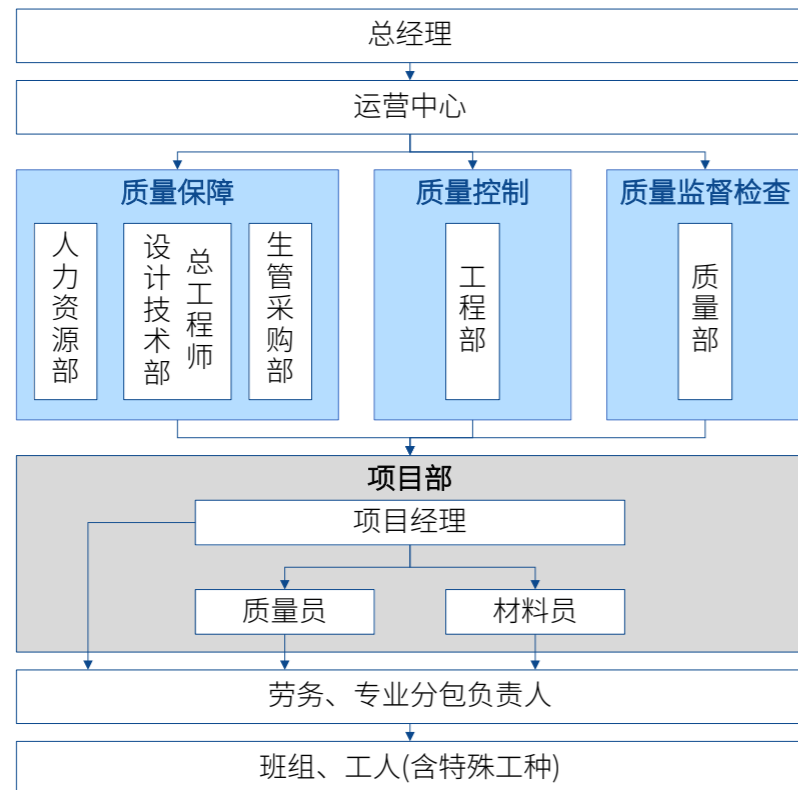 总经理
运营中心
质量保障
质量控制
质量监督检查
人力资源部
设计技术部
总工程师
生管采购部
工程部
质量部
项目部
项目经理
质量员
材料员
劳务、专业分包负责人
班组、工人(含特殊工种)